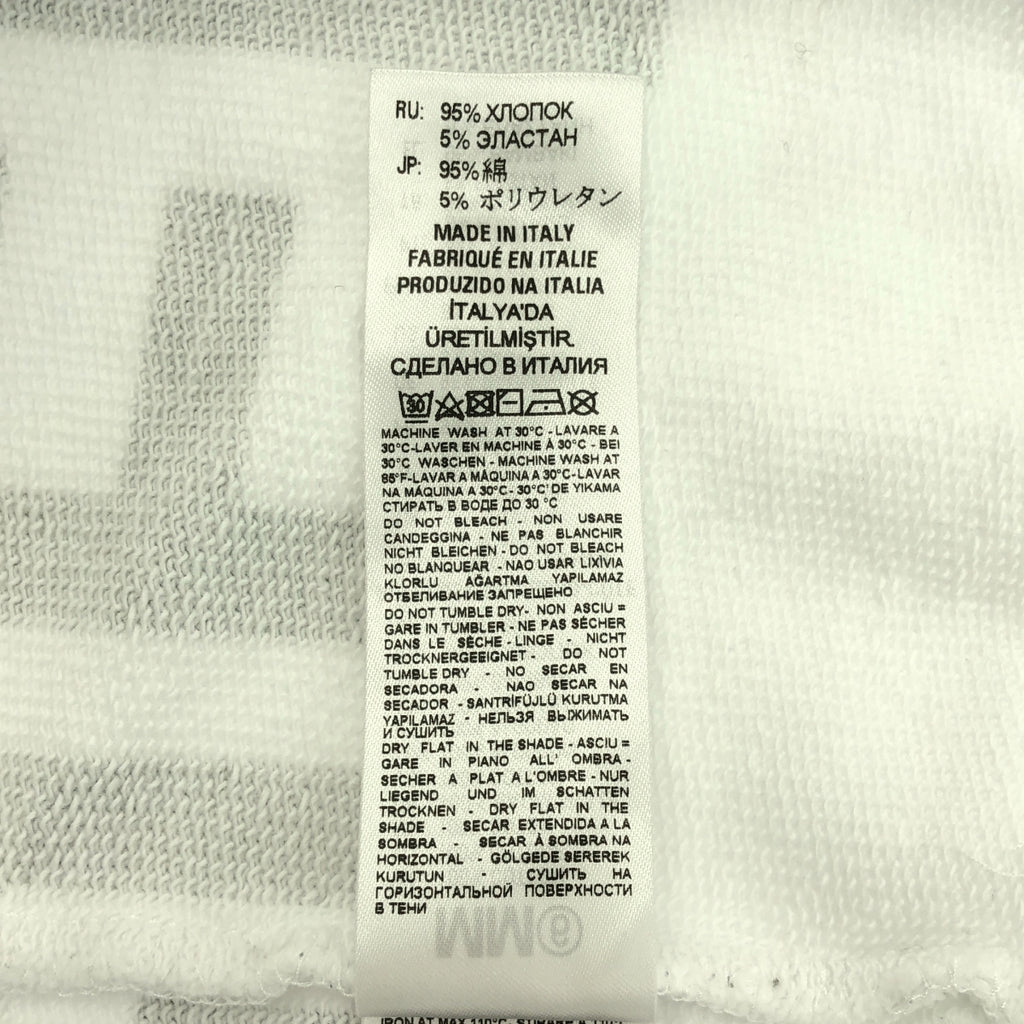 RU: 95% ХЛОПОК
5% ЭЛАСТАН
JP: 95% 綿
5% ポリウレタン
MADE IN ITALY
FABRIQUÉ EN ITALIE
PRODUZIDO NA ITALIA
İTALYA'DA
ÜRETİLMİŞTİR
СДЕЛАНО В ИТАЛИЯ
30
MACHINE WASH AT 30°C - LAVARE A
30°C-LAVER EN MACHINE À 30°C - BEI
30°C WASCHEN - MACHINE WASH AT
85°F-LAVAR A MÁQUINA A 30°C-LAVAR
NA MÁQUINA A 30°C - 30°C' DE YIKAMA
СТИРАТЬ В ВОДЕ ДО 30 °C
DO NOT BLEACH - NON USARE
CANDEGGINA - NE PAS BLANCHIR
NICHT BLEICHEN - DO NOT BLEACH
NO BLANQUEAR - NAO USAR LIXÍVIA
KLORLU AĞARTMA YAPILAMAZ
ОТБЕЛИВАНИЕ ЗАПРЕЩЕНО
DO NOT TUMBLE DRY- NON ASCIU =
GARE IN TUMBLER - NE PAS SÉCHER
DANS LE SÈCHE - LINGE - NICHT
TROCKNERGEEIGNET - DO NOT
TUMBLE DRY - NO SECAR EN
SECADORA - NAO SECAR NA
SECADOR - SANTRİFÜJLÜ KURUTMA
YAPILAMAZ - НЕЛЬЗЯ ВЫЖИМАТЬ
И СУШИТЬ
DRY FLAT IN THE SHADE - ASCIU =
GARE IN PIANO ALL' OMBRA -
SECHER A PLAT A L'OMBRE - NUR
LIEGEND UND IM SCHATTEN
TROCKNEN - DRY FLAT IN THE
SHADE - SECAR EXTENDIDA A LA
SOMBRA - SECAR À SOMBRA NA
HORIZONTAL - GÖLGEDE SEREREK
KURUTUN - СУШИТЬ НА
ГОРИЗОНТАЛЬНОЙ ПОВЕРХНОСТИ
В ТЕНИ
IRON AT MAX 110°C